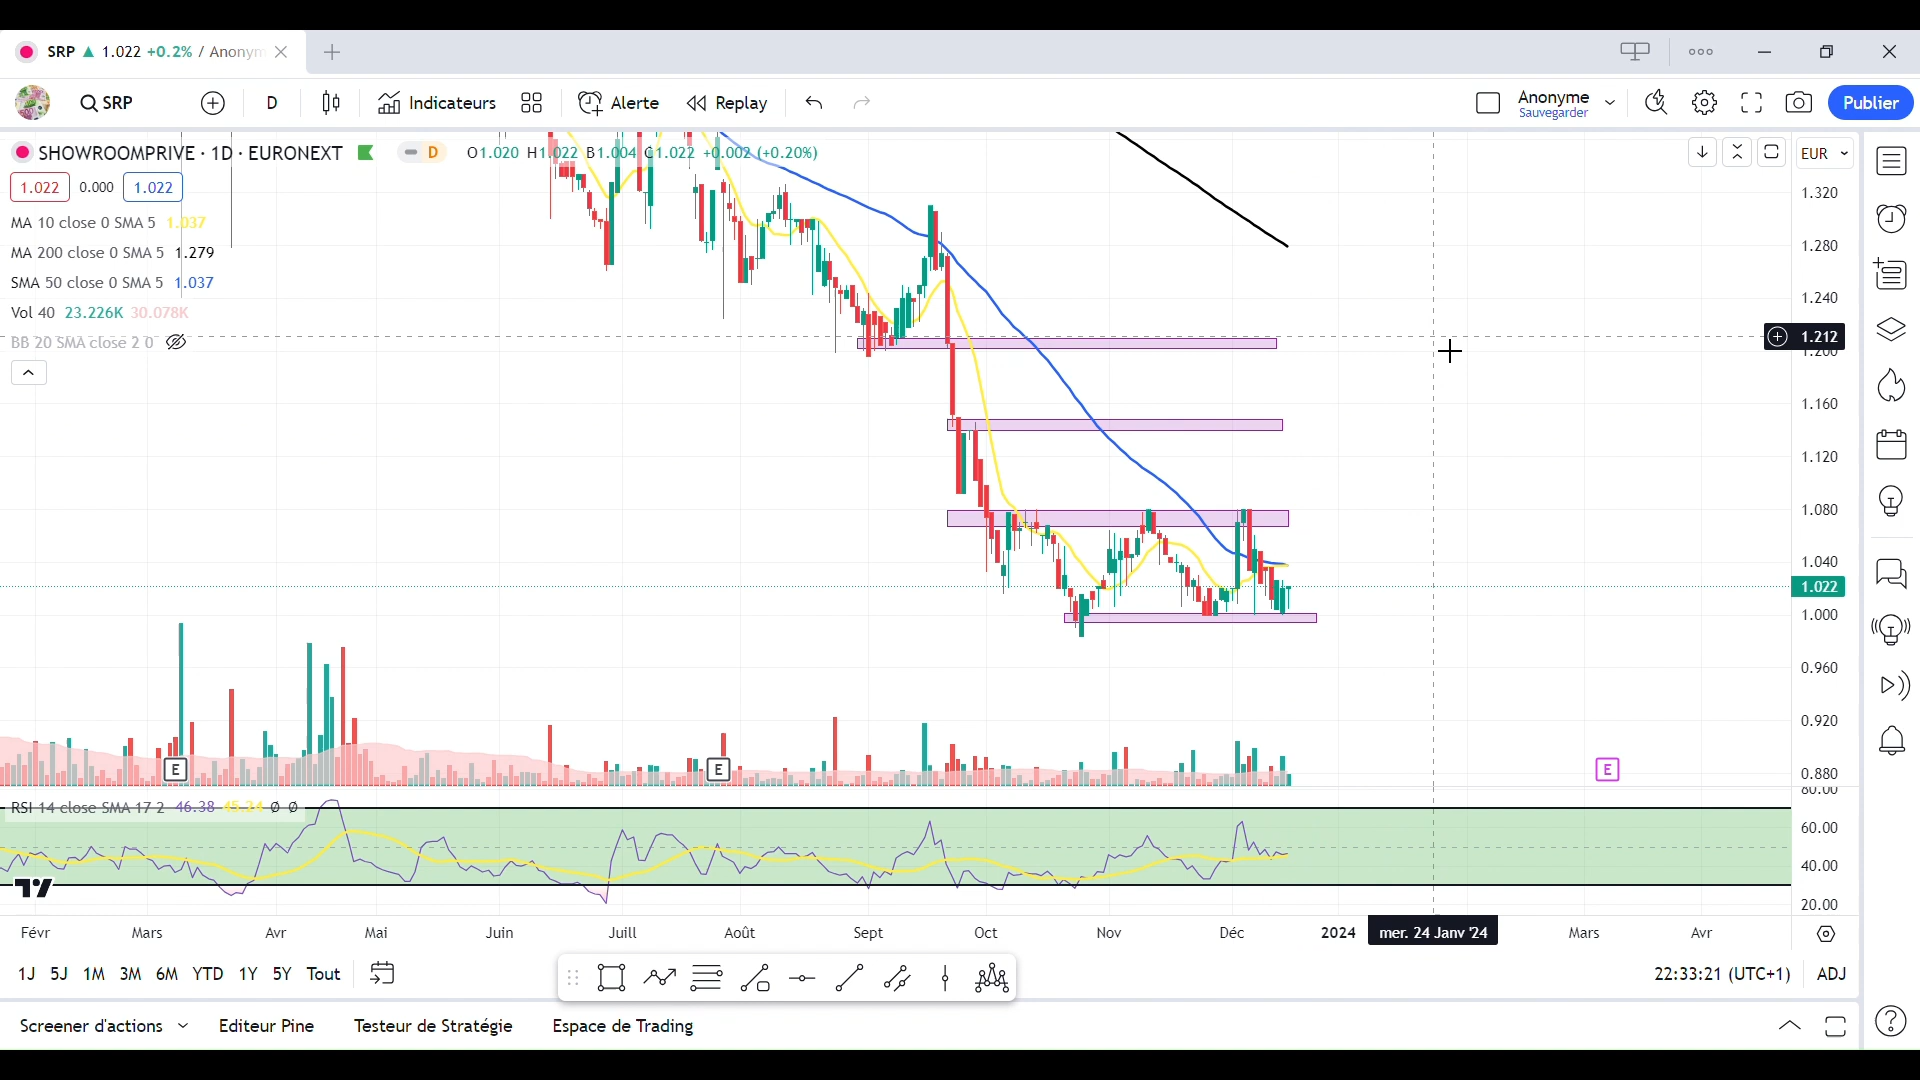 SRP ▲ 1.022 +0.2% / Anonym
SRP D Indicateurs Alerte Replay Anonyme Sauvegarder Publier
SHOWROOMPRIVE · 1D · EURONEXT D O1.020 H1.022 B1.004 C1.022 +0.002 (+0.20%) EUR
1.022 0.000 1.022
MA 10 close 0 SMA 5 1.037
MA 200 close 0 SMA 5 1.279
SMA 50 close 0 SMA 5 1.037
Vol 40 23.226K 30.078K
BB 20 SMA close 2 0
1.320
1.280
1.240
1.212
1.200
1.160
1.120
1.080
1.040
1.022
1.000
0.960
0.920
0.880
E E E
80.00
RSI 14 close SMA 17 2 46.38 45.24 Ø Ø
60.00
40.00
20.00
Févr Mars Avr Mai Juin Juill Août Sept Oct Nov Déc 2024 mer. 24 Janv '24 Mars Avr
1J 5J 1M 3M 6M YTD 1Y 5Y Tout 22:33:21 (UTC+1) ADJ
Screener d'actions Editeur Pine Testeur de Stratégie Espace de Trading